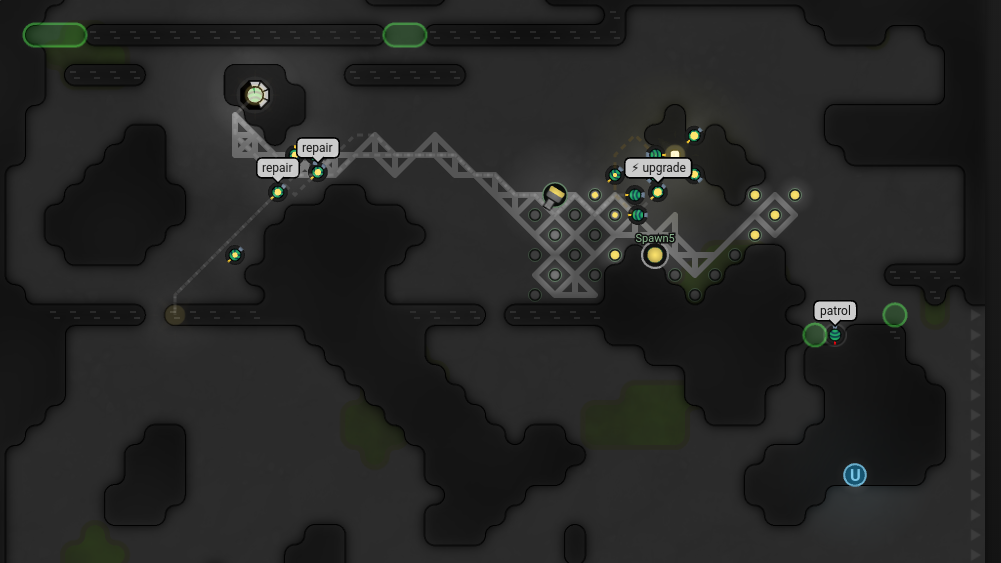 repair
repair
⚡ upgrade
Spawn5
patrol
U